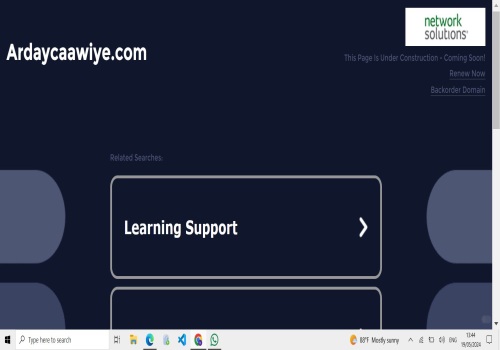 network
solutions
Ardaycaawiye.com
This Page is Under Construction - Coming Soon!
Renew Now
Backorder Domain
Related Searches:
Learning Support
Type here to search
88°F Mostly sunny
ENG
13:44
19/05/2024